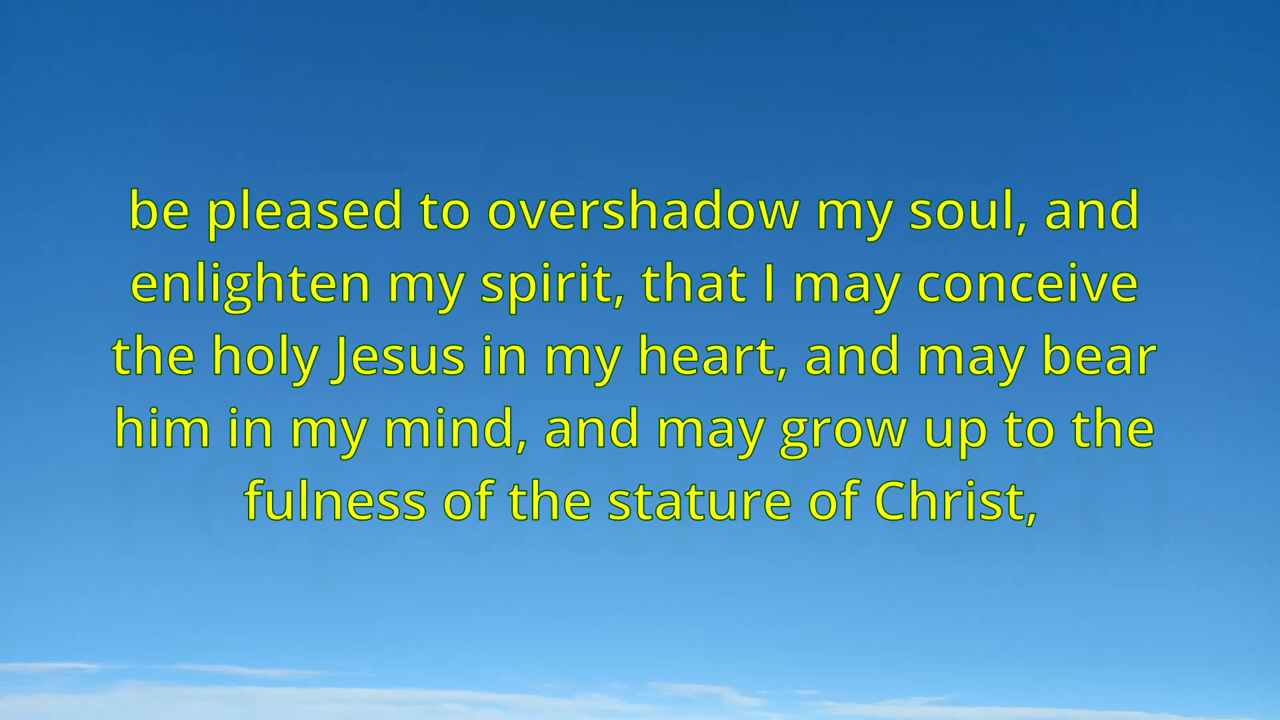 be pleased to overshadow my soul, and
enlighten my spirit, that I may conceive
the holy Jesus in my heart, and may bear
him in my mind, and may grow up to the
fulness of the stature of Christ,